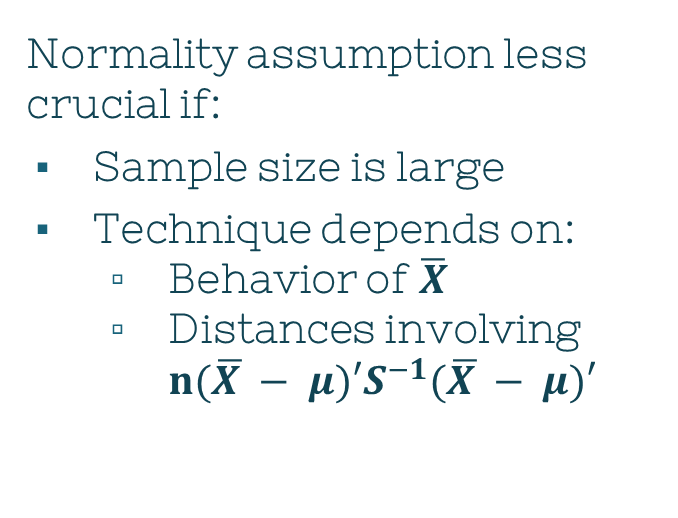 Normality assumption less
crucial if:
▪ Sample size is large
▪ Technique depends on:
▫ Behavior of X̅
▫ Distances involving
n(X̅ − μ)′S⁻¹(X̅ − μ)′